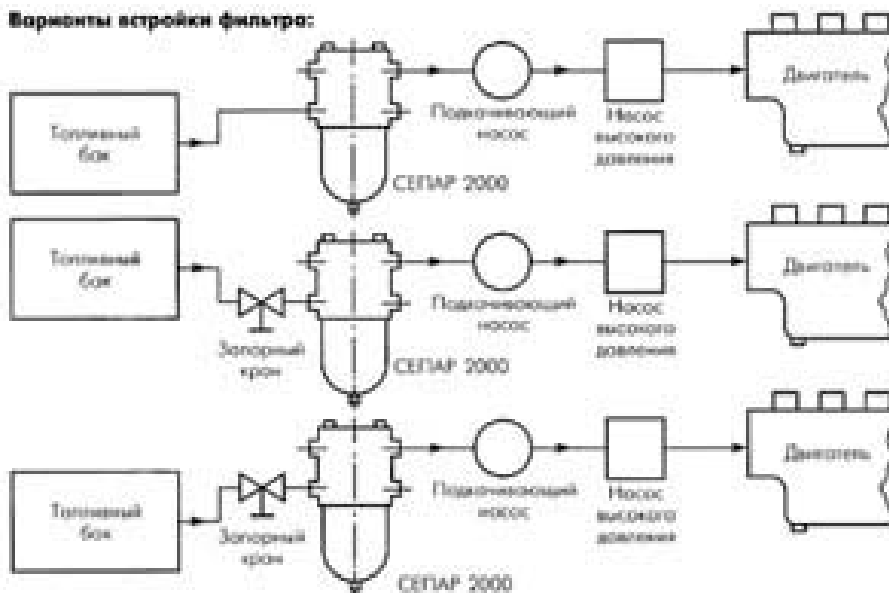 Варианты встройки фильтра:
Топливный
бак
СЕПАР 2000
Подкачивающий
насос
Насос
высокого
давления
Двигатель
Топливный
бак
Запорный
кран
СЕПАР 2000
Подкачивающий
насос
Насос
высокого
давления
Двигатель
Топливный
бак
Запорный
кран
СЕПАР 2000
Подкачивающий
насос
Насос
высокого
давления
Двигатель